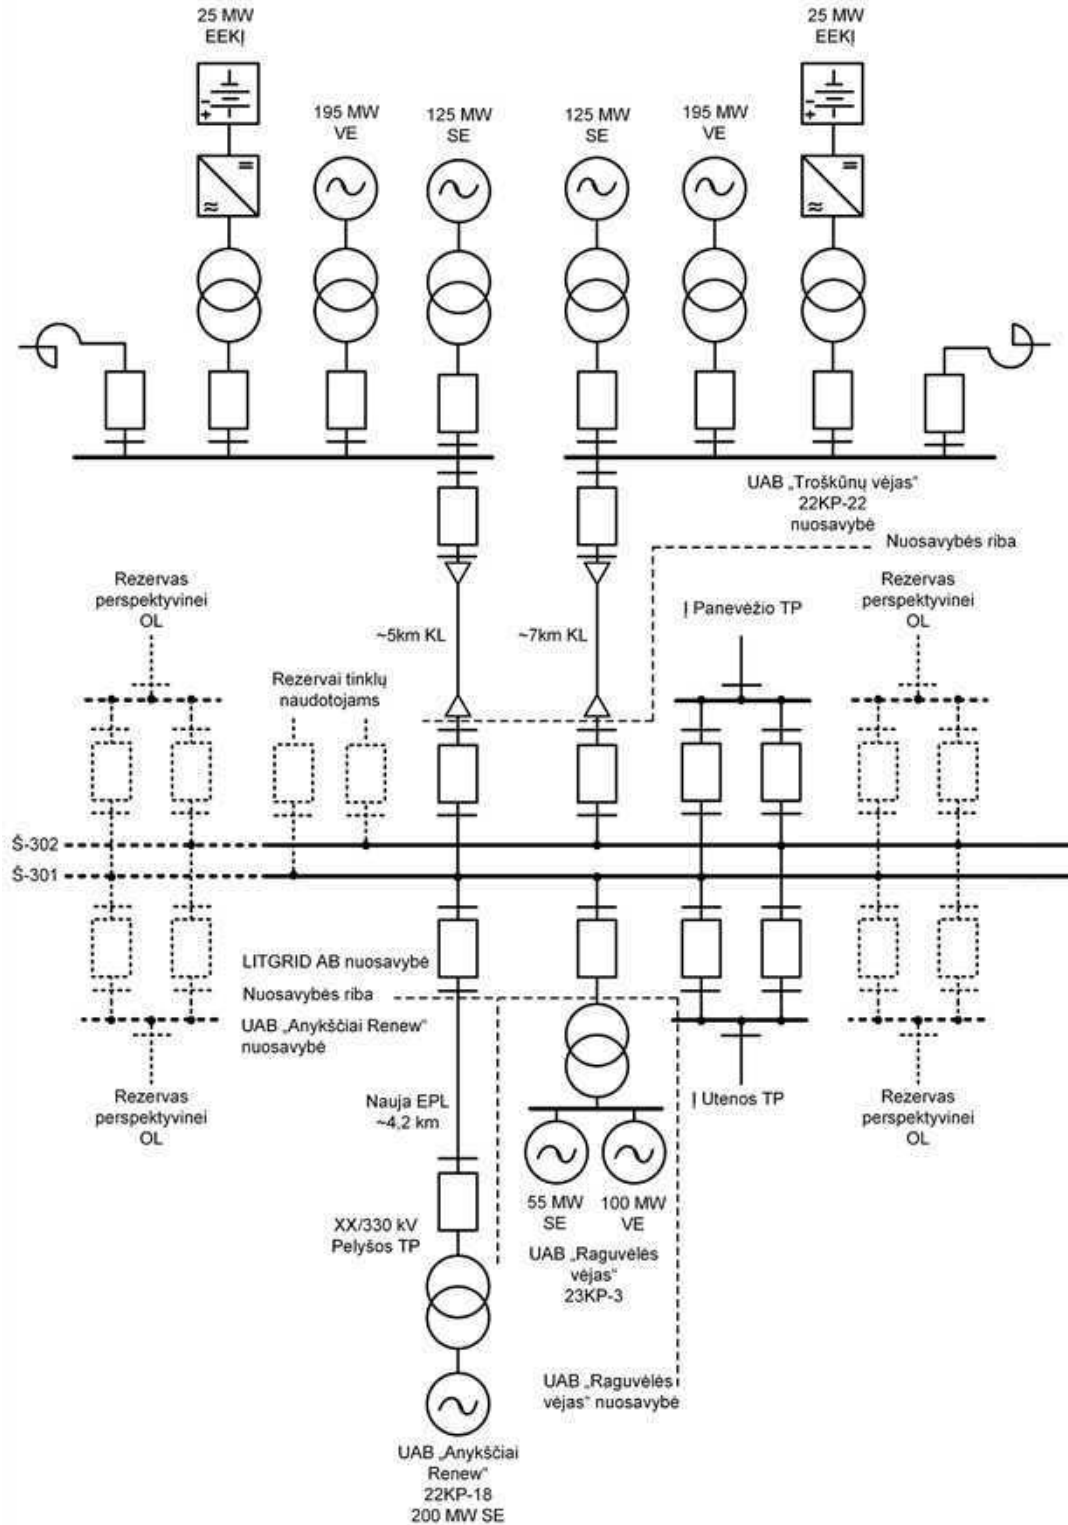 25 MW
EEKĮ
25 MW
EEKĮ
195 MW
VE
125 MW
SE
125 MW
SE
195 MW
VE
UAB „Troškūnų vėjas“
22KP-22
nuosavybė
Nuosavybės riba
Rezervas
perspektyvinei
OL
~5km KL
~7km KL
Į Panevėžio TP
Rezervas
perspektyvinei
OL
Rezervai tinklų
naudotojams
Š-302
Š-301
LITGRID AB nuosavybė
Nuosavybės riba
UAB „Anykščiai Renew“
nuosavybė
Rezervas
perspektyvinei
OL
Nauja EPL
~4,2 km
Į Utenos TP
Rezervas
perspektyvinei
OL
55 MW
SE
100 MW
VE
XX/330 kV
Pelyšos TP
UAB „Raguvėlės
vėjas“
23KP-3
UAB „Raguvėlės
vėjas“ nuosavybė
UAB „Anykščiai
Renew“
22KP-18
200 MW SE